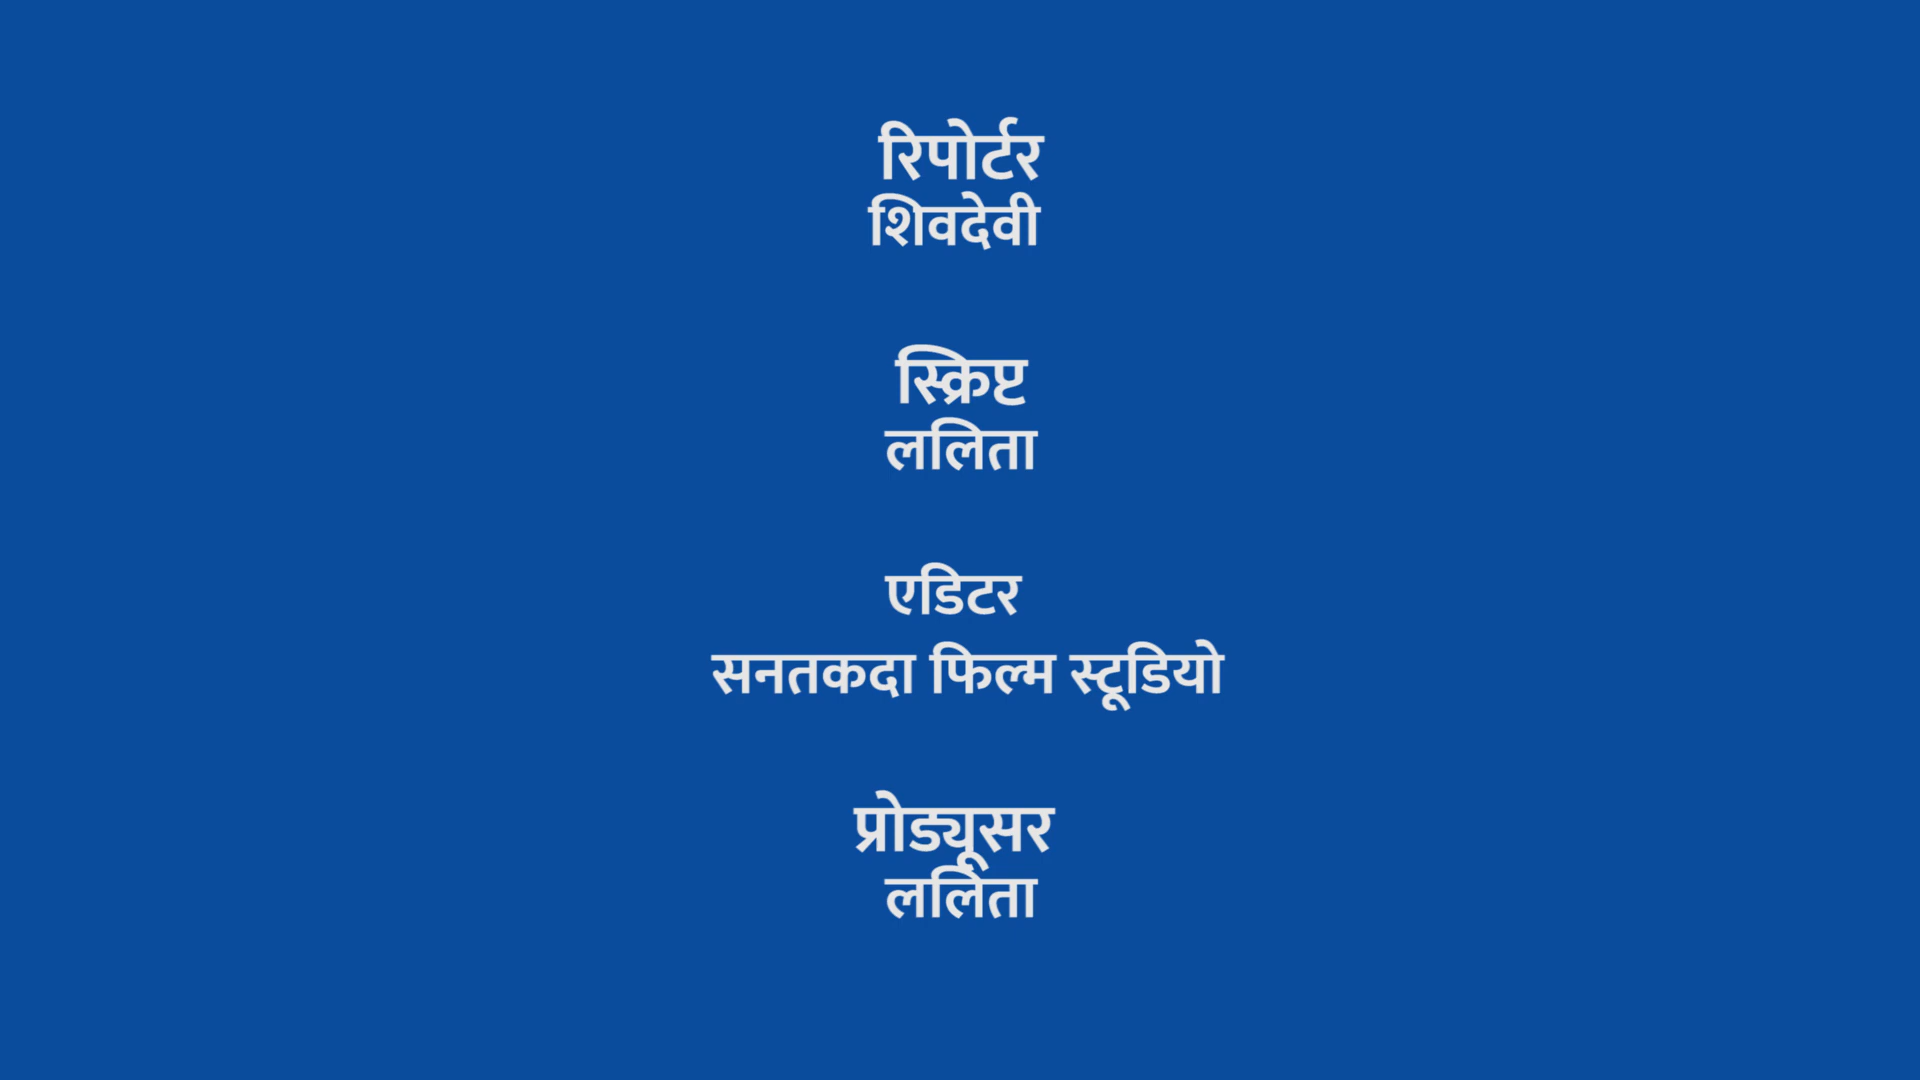 रिपोर्टर
शिवदेवी
स्क्रिप्ट
ललिता
एडिटर
सनतकदा फिल्म स्टूडियो
प्रोड्यूसर
ललिता